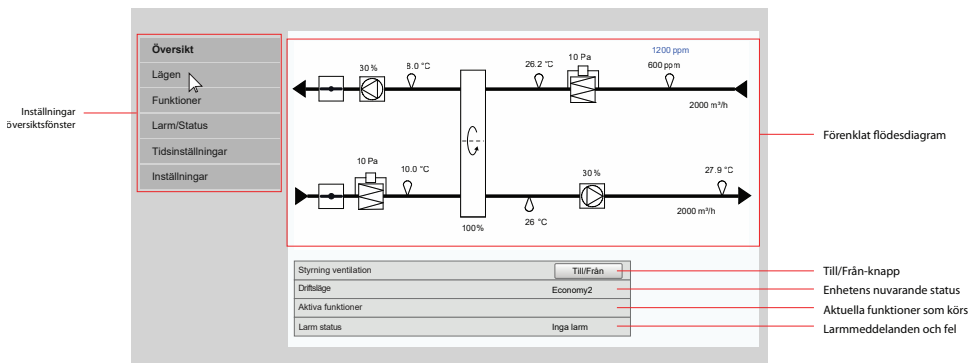 Översikt
Lägen
Funktioner
Larm/Status
Tidsinställningar
Inställningar
Inställningar
översiktsfönster
30 %
8.0 °C
26.2 °C
10 Pa
1200 ppm
600 ppm
2000 m³/h
10 Pa
10.0 °C
100%
26 °C
30 %
27.9 °C
2000 m³/h
Förenklat flödesdiagram
Styrning ventilation Till/Från
Driftsläge Economy2
Aktiva funktioner
Larm status Inga larm
Till/Från-knapp
Enhetens nuvarande status
Aktuella funktioner som körs
Larmmeddelanden och fel